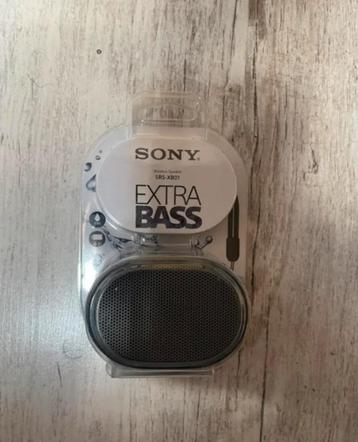 SONY
Wireless Speaker
SRS-XB01
EXTRA
BASS